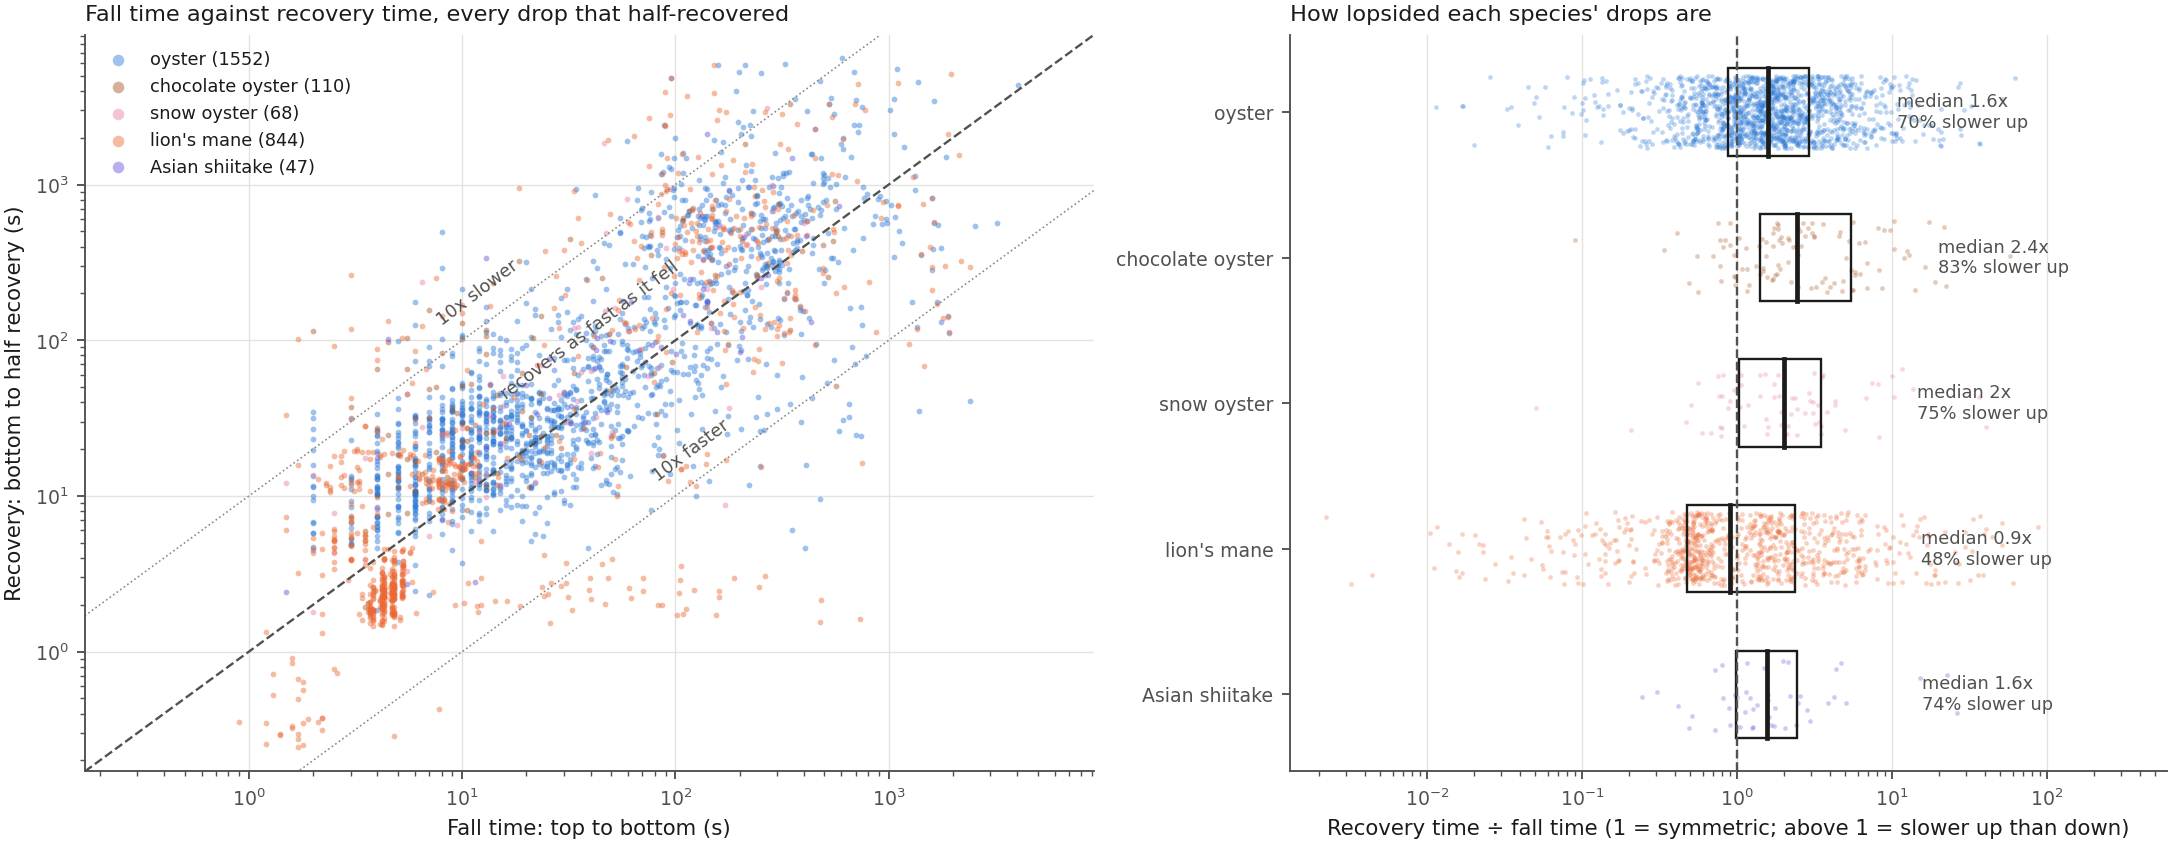 Fall time against recovery time, every drop that half-recovered
oyster (1552)
chocolate oyster (110)
snow oyster (68)
lion's mane (844)
Asian shiitake (47)
10x slower
recovers as fast as it fell
10x faster
Recovery: bottom to half recovery (s)
10³
10²
10¹
10⁰
10⁰
10¹
10²
10³
Fall time: top to bottom (s)
How lopsided each species' drops are
oyster
median 1.6x
70% slower up
chocolate oyster
median 2.4x
83% slower up
snow oyster
median 2x
75% slower up
lion's mane
median 0.9x
48% slower up
Asian shiitake
median 1.6x
74% slower up
10⁻²
10⁻¹
10⁰
10¹
10²
Recovery time ÷ fall time (1 = symmetric; above 1 = slower up than down)